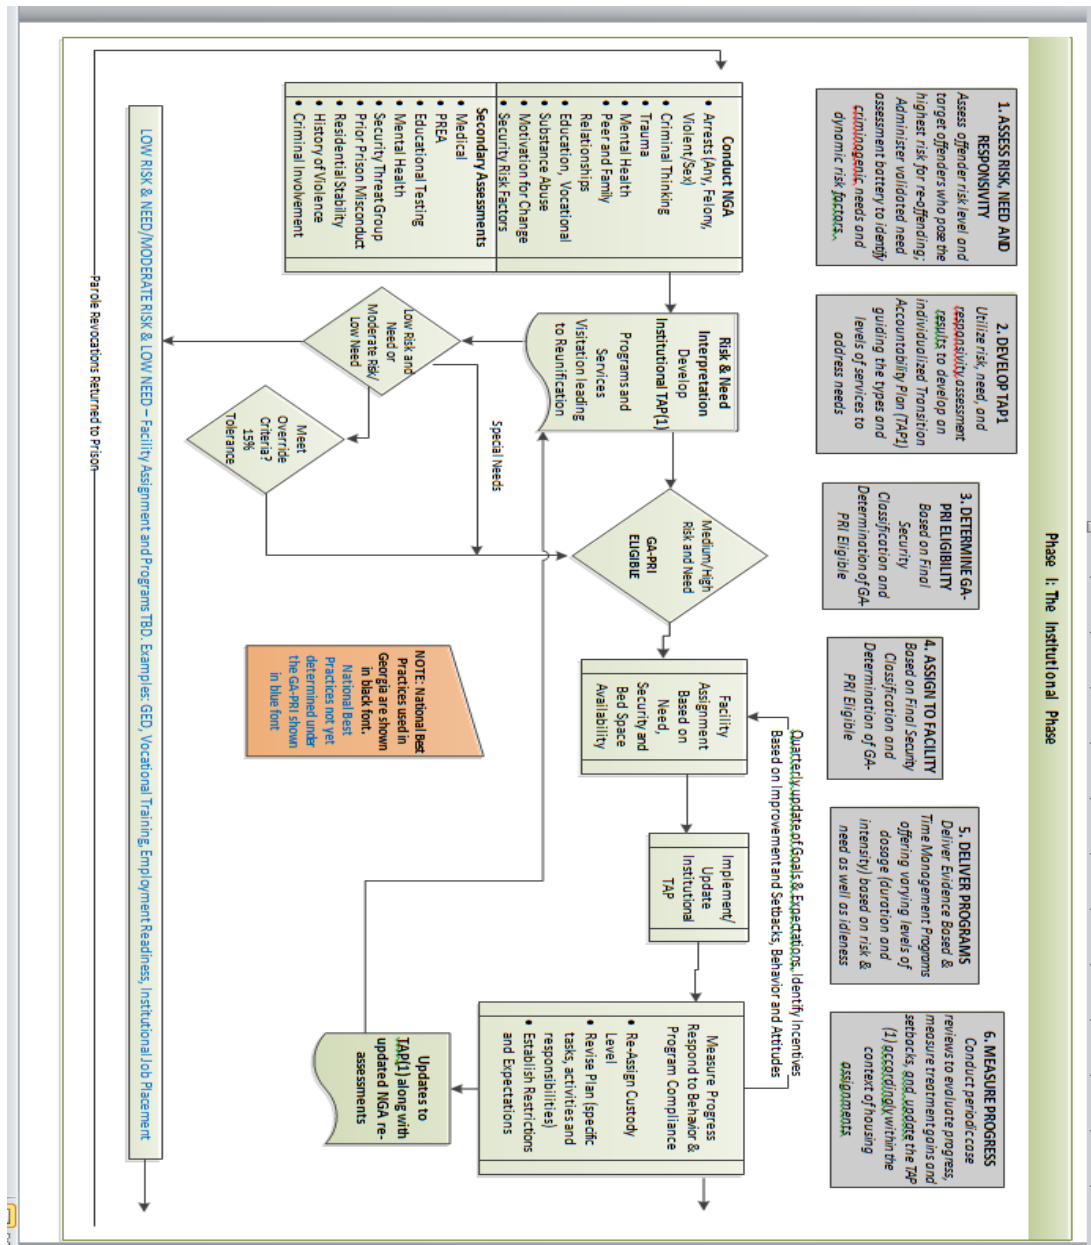 Phase I: The Institutional Phase
1. ASSESS RISK, NEED AND
RESPONSIVITY
Assess offender risk level and
target offenders who pose the
highest risk for re-offending;
Administer validated need
assessment battery to identify
criminogenic needs and
dynamic risk factors.
2. DEVELOP TAP1
Utilize risk, need, and
responsivity assessment
results to develop an
individualized Transition
Accountability Plan (TAP1)
guiding the types and
levels of services to
address needs
3. DETERMINE GA-
PRI ELIGIBILITY
Based on Final
Security
Classification and
Determination of GA-
PRI Eligible
4. ASSIGN TO FACILITY
Based on Final Security
Classification and
Determination of GA-
PRI Eligible
5. DELIVER PROGRAMS
Deliver Evidence Based &
Time Management Programs
offering varying levels of
dosage (duration and
intensity) based on risk &
need as well as idleness
6. MEASURE PROGRESS
Conduct periodic case
reviews to evaluate progress,
measure treatment gains and
setbacks, and update the TAP
(1) accordingly within the
context of housing
assignments
Conduct NGA
• Arrests (Any, Felony,
Violent/Sex)
• Criminal Thinking
• Trauma
• Mental Health
• Peer and Family
Relationships
• Education, Vocational
• Substance Abuse
• Motivation for Change
• Security Risk Factors
Secondary Assessments
• Medical
• PREA
• Educational Testing
• Mental Health
• Security Threat Group
• Prior Prison Misconduct
• Residential Stability
• History of Violence
• Criminal Involvement
Risk & Need
Interpretation
Develop
Institutional TAP(1)
Programs and
Services
Visitation leading
to Reunification
Medium/High
Risk and Need
GA-PRI
ELIGIBLE
Facility
Assignment
Based on
Need,
Security and
Bed Space
Availability
Quarterly update of Goals & Expectations, Identify Incentives
Based on Improvement and Setbacks, Behavior and Attitudes
Implement/
Update
Institutional
TAP
Measure Progress
Respond to Behavior &
Program Compliance
• Re-Assign Custody
Level
• Revise Plan (specific
tasks, activities and
responsibilities)
• Establish Restrictions
and Expectations
Low Risk and
Need or
Moderate Risk/
Low Need
Special Needs
Meet
Override
Criteria?
15%
Tolerance
NOTE: National Best
Practices used in
Georgia are shown
in black font.
National Best
Practices not yet
determined under
the GA-PRI shown
in blue font
Updates to
TAP(1) along with
updated NGA re-
assessments
LOW RISK & NEED/MODERATE RISK & LOW NEED – Facility Assignment and Programs TBD. Examples: GED, Vocational Training, Employment Readiness, Institutional Job Placement
Parole Revocations Returned to Prison